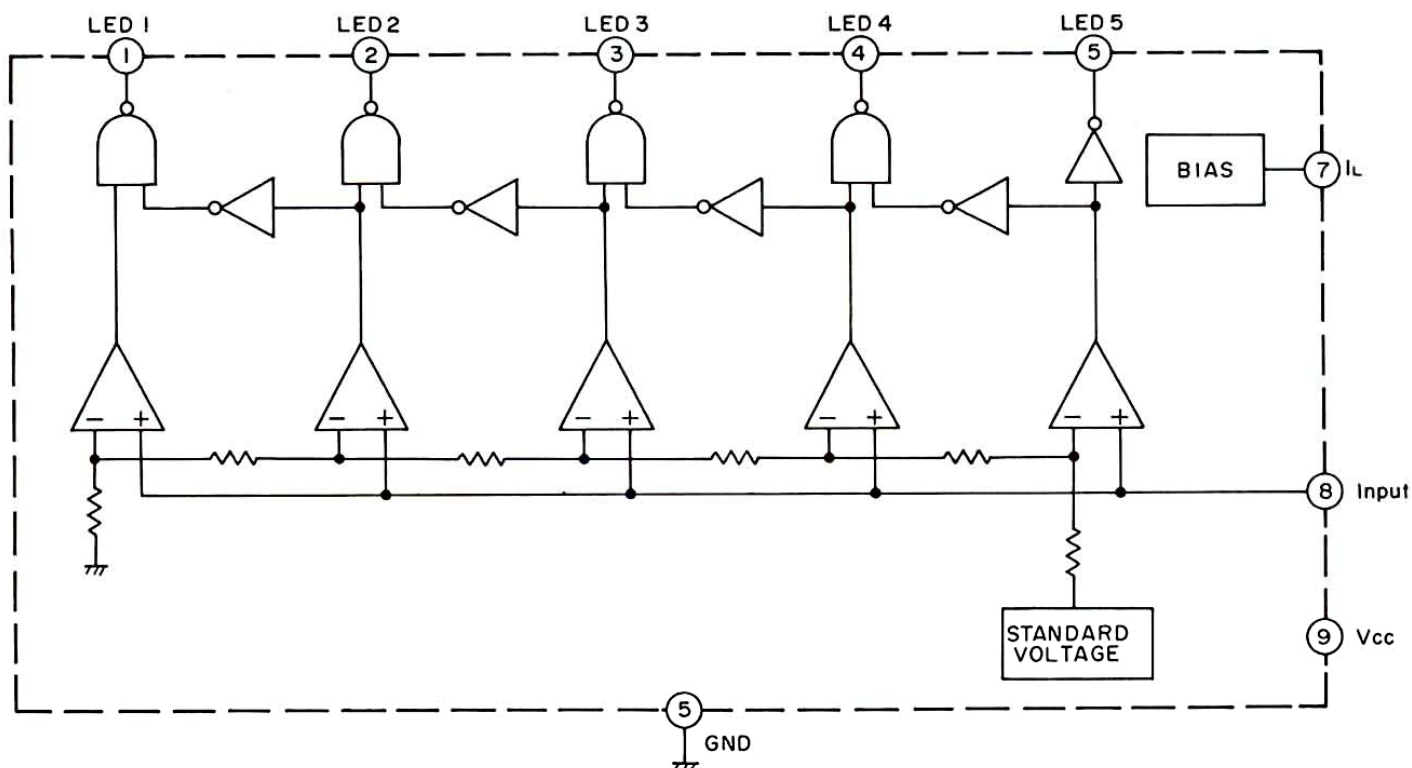 LED 1
LED 2
LED 3
LED 4
LED 5
1
2
3
4
5
BIAS
7
IL
- +
- +
- +
- +
- +
8
Input
STANDARD
VOLTAGE
9
Vcc
5
GND